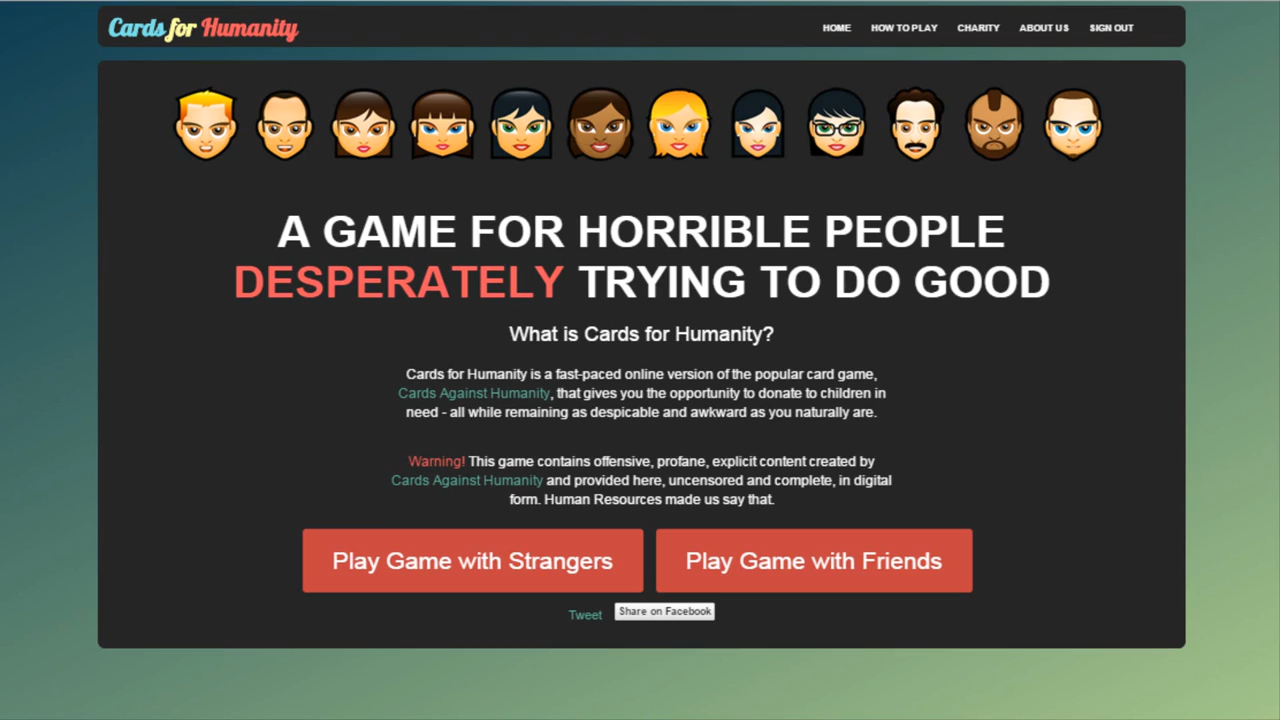 Cards for Humanity
HOME HOW TO PLAY CHARITY ABOUT US SIGN OUT
A GAME FOR HORRIBLE PEOPLE
DESPERATELY TRYING TO DO GOOD
What is Cards for Humanity?
Cards for Humanity is a fast-paced online version of the popular card game,
Cards Against Humanity, that gives you the opportunity to donate to children in
need - all while remaining as despicable and awkward as you naturally are.
Warning! This game contains offensive, profane, explicit content created by
Cards Against Humanity and provided here, uncensored and complete, in digital
form. Human Resources made us say that.
Play Game with Strangers
Play Game with Friends
Tweet
Share on Facebook